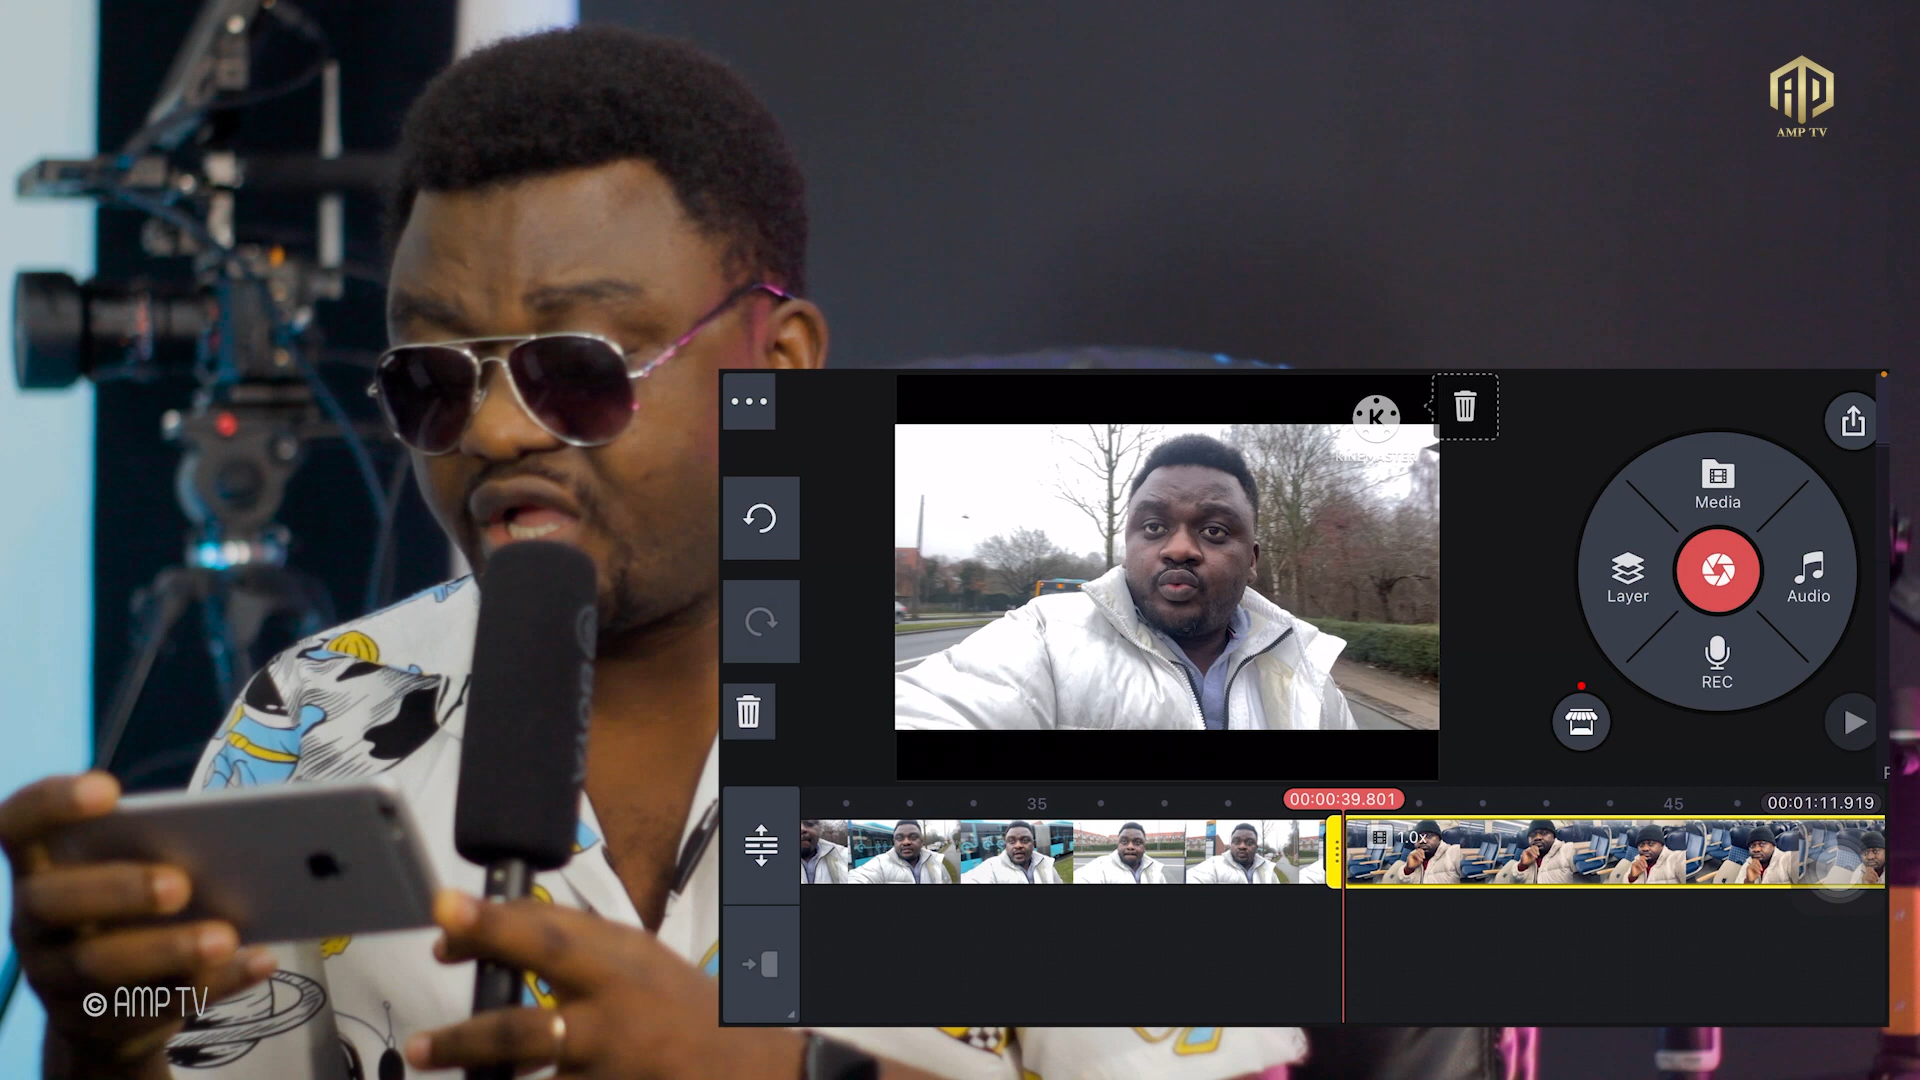 AMP TV
KINEMASTER
Media
Layer
Audio
REC
35
00:00:39.801
45
00:01:11.919
1.0x
© AMP TV